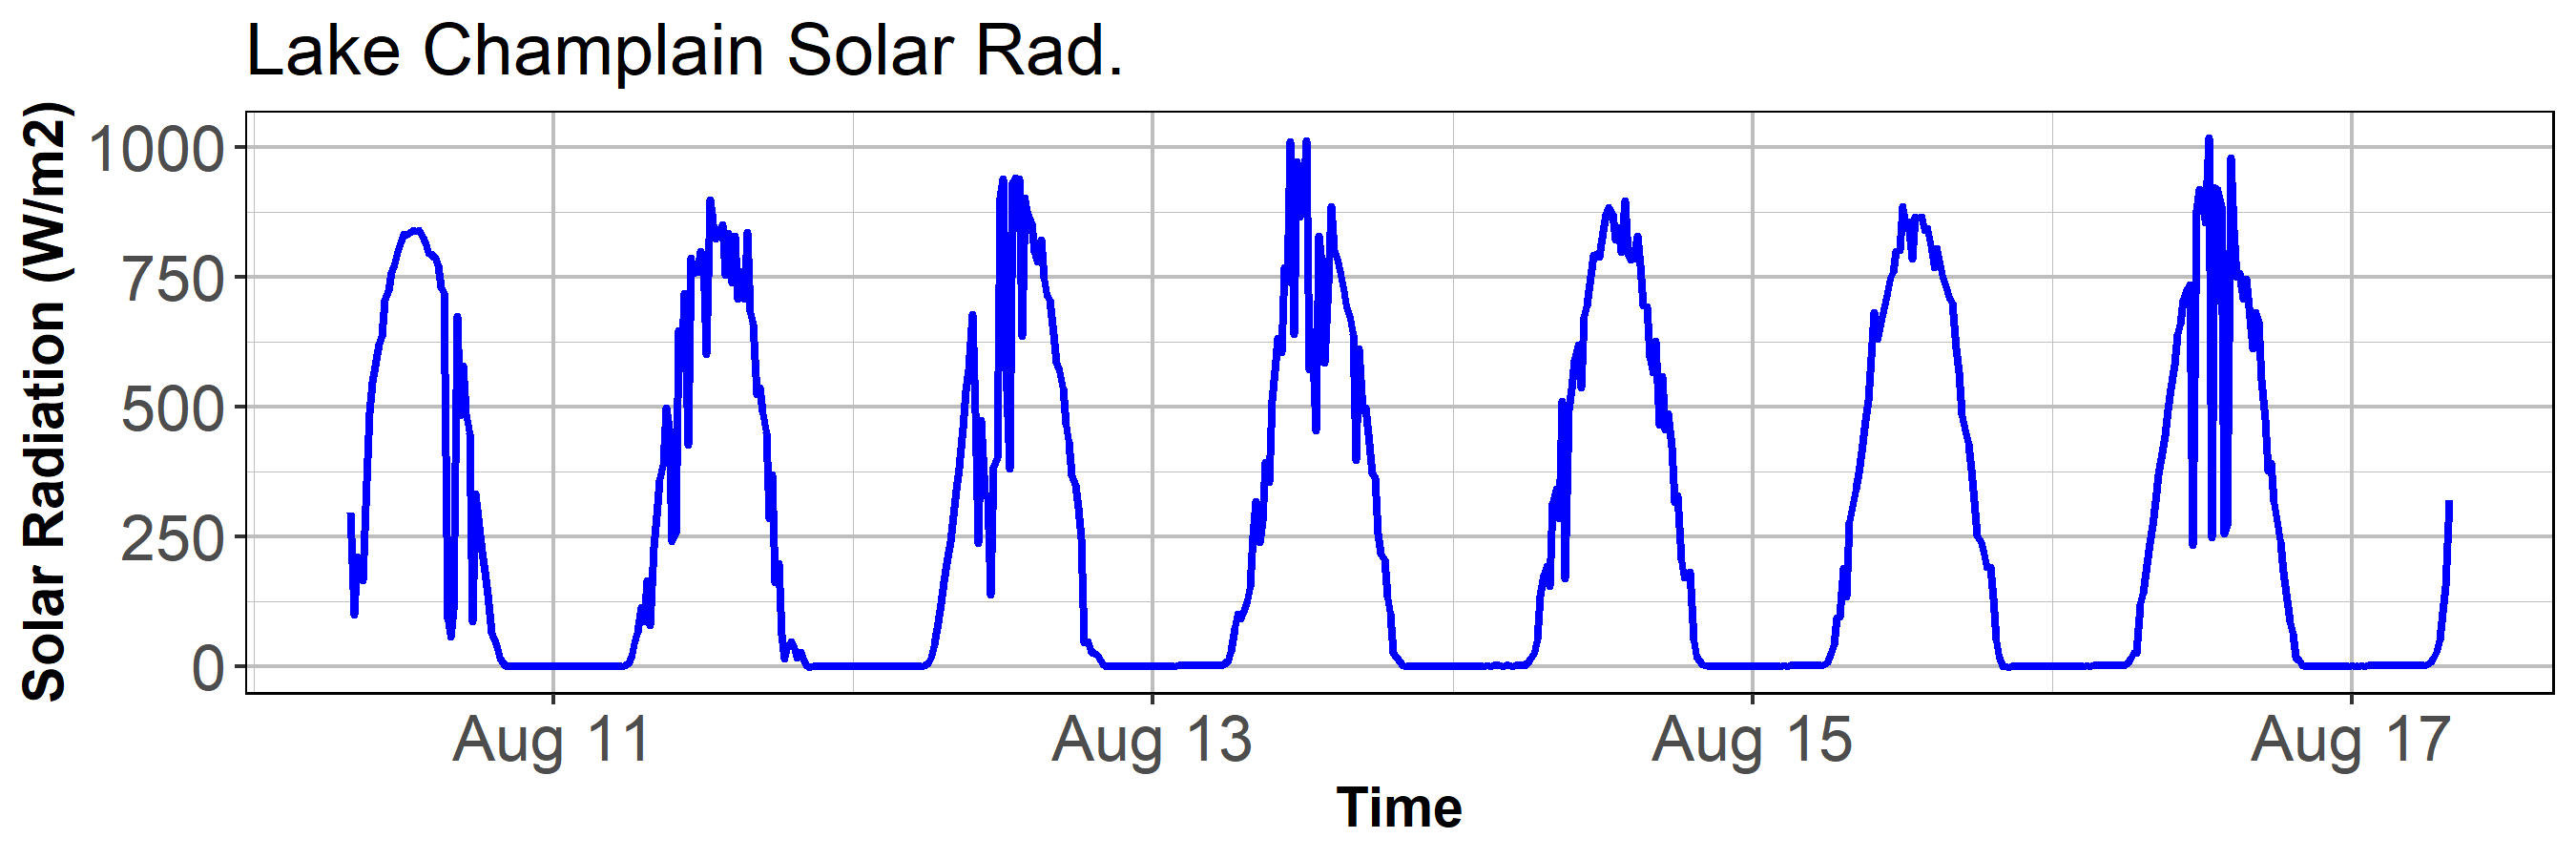 Lake Champlain Solar Rad.
Solar Radiation (W/m2)
1000
750
500
250
0
Aug 11
Aug 13
Aug 15
Aug 17
Time